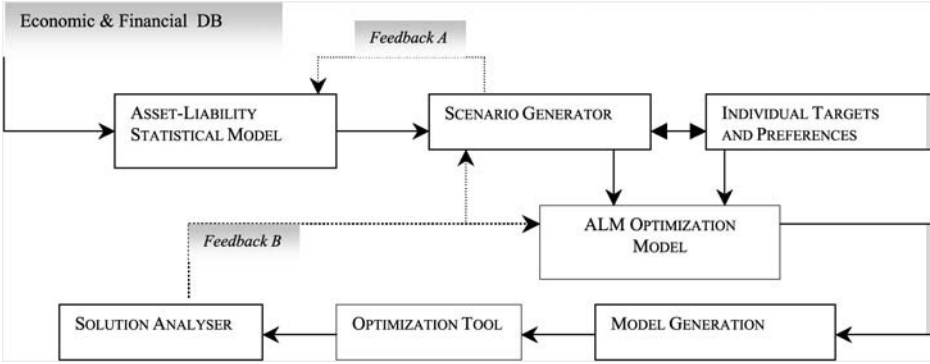 Economic & Financial DB
Feedback A
ASSET-LIABILITY
STATISTICAL MODEL
SCENARIO GENERATOR
INDIVIDUAL TARGETS
AND PREFERENCES
ALM OPTIMIZATION
MODEL
Feedback B
SOLUTION ANALYSER
OPTIMIZATION TOOL
MODEL GENERATION